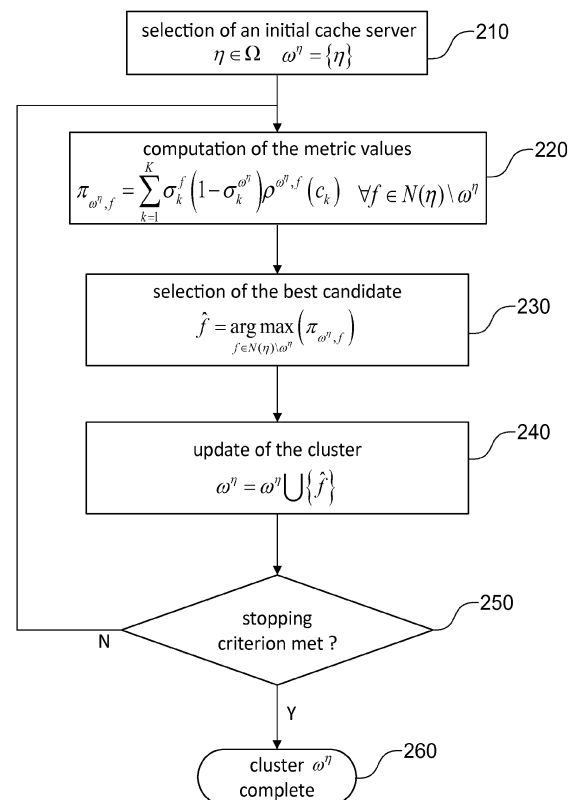 selection of an initial cache server
η ∈ Ω ω^η = {η}
210
computation of the metric values
π_{ω^η,f} = ∑_{k=1}^{K} σ_k^f (1 − σ_k^{ω^η}) ρ^{ω^η,f} (c_k) ∀f ∈ N(η) \ ω^η
220
selection of the best candidate
f̂ = arg max_{f∈N(η)\ω^η} (π_{ω^η,f})
230
update of the cluster
ω^η = ω^η ⋃ {f̂}
240
stopping
criterion met ?
250
N
Y
cluster ω^η
complete
260